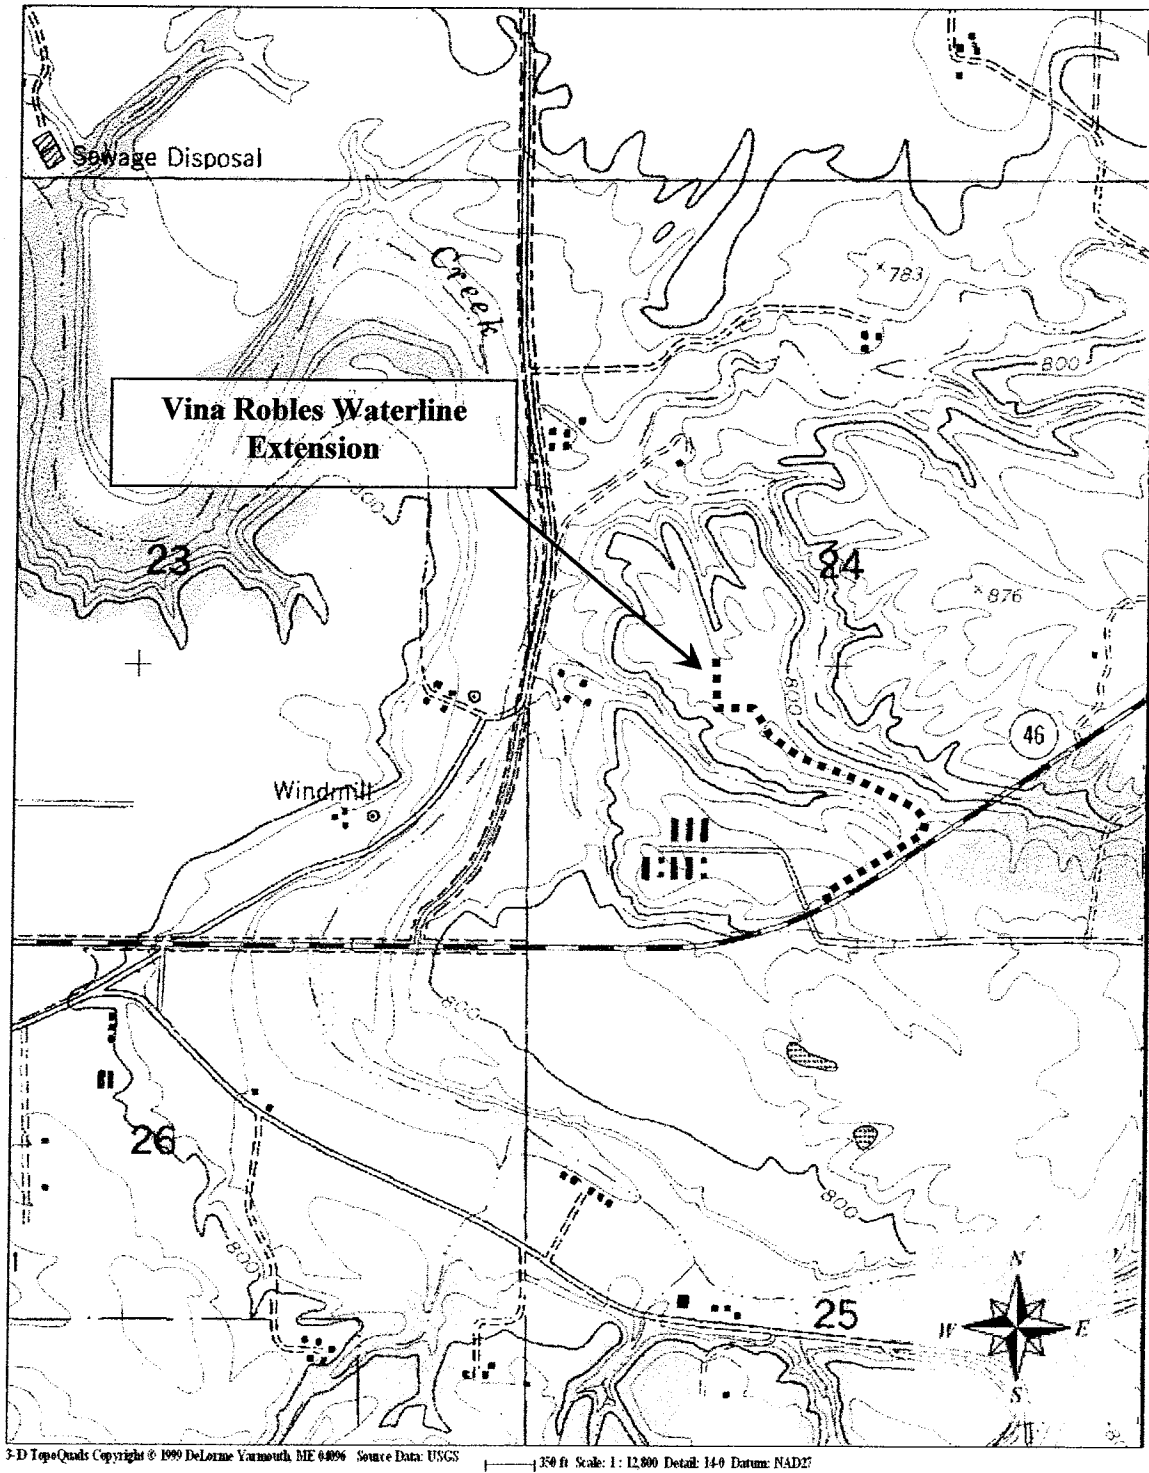 Sewage Disposal
Creek
783
800
Vina Robles Waterline
Extension
800
23
24
876
800
46
Windmill
800
26
800
800
25
N
W E
S
3-D TopoQuads Copyright © 1999 DeLorme Yarmouth, ME 04096 Source Data: USGS
350 ft Scale: 1 : 12,800 Detail: 14-0 Datum: NAD27